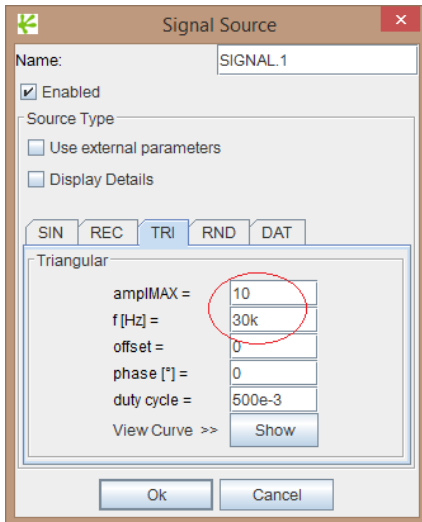 Signal Source
Name: SIGNAL.1
Enabled
Source Type
Use external parameters
Display Details
SIN REC TRI RND DAT
Triangular
amplMAX = 10
f [Hz] = 30k
offset = 0
phase [°] = 0
duty cycle = 500e-3
View Curve >> Show
Ok Cancel